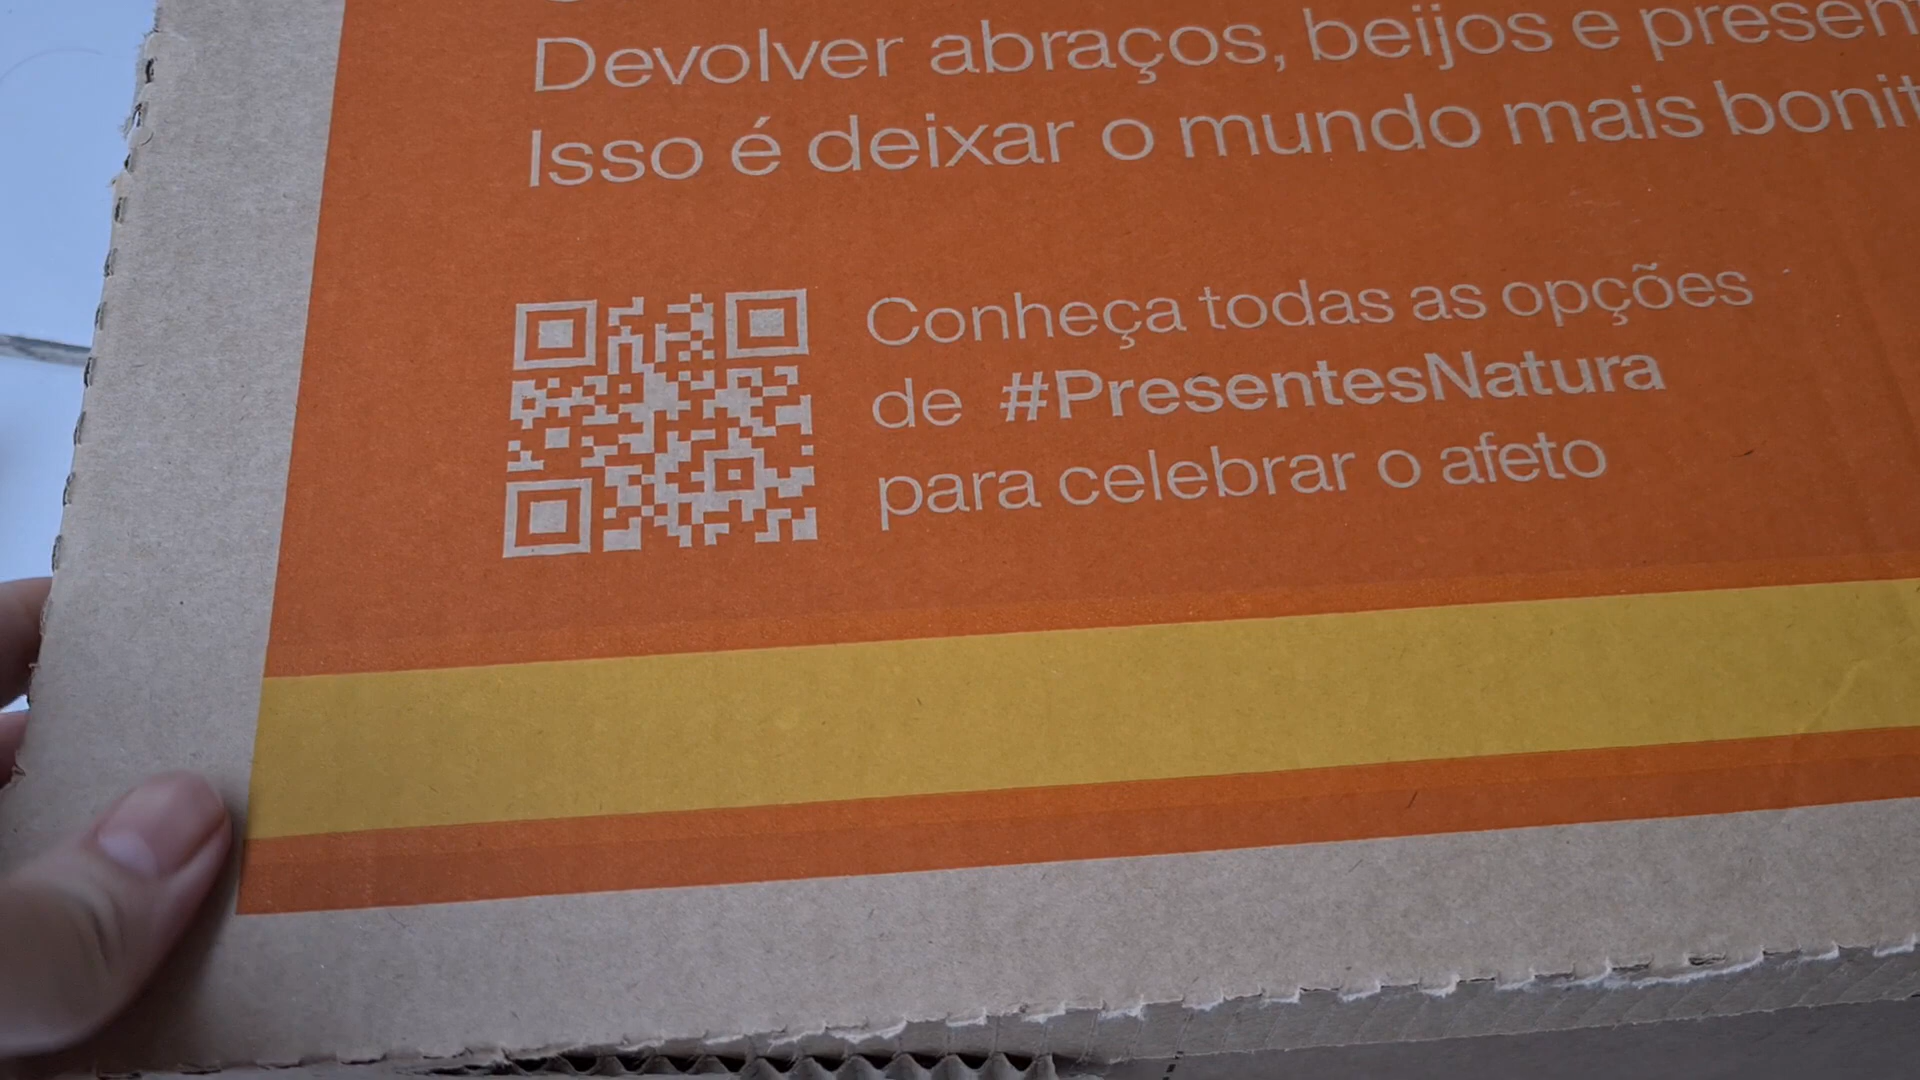 Devolver abraços, beijos e
Isso é deixar o mundo mais
Conheça todas as opções
de #PresentesNatura
para celebrar o afeto